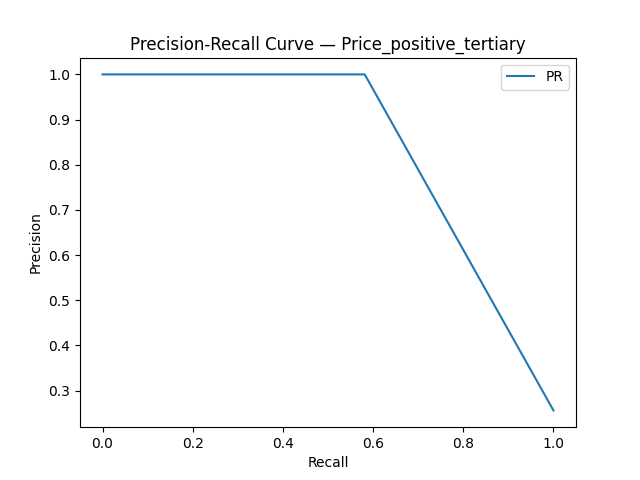 Precision-Recall Curve — Price_positive_tertiary
PR
1.0
0.9
0.8
0.7
0.6
0.5
0.4
0.3
Precision
0.0 0.2 0.4 0.6 0.8 1.0
Recall